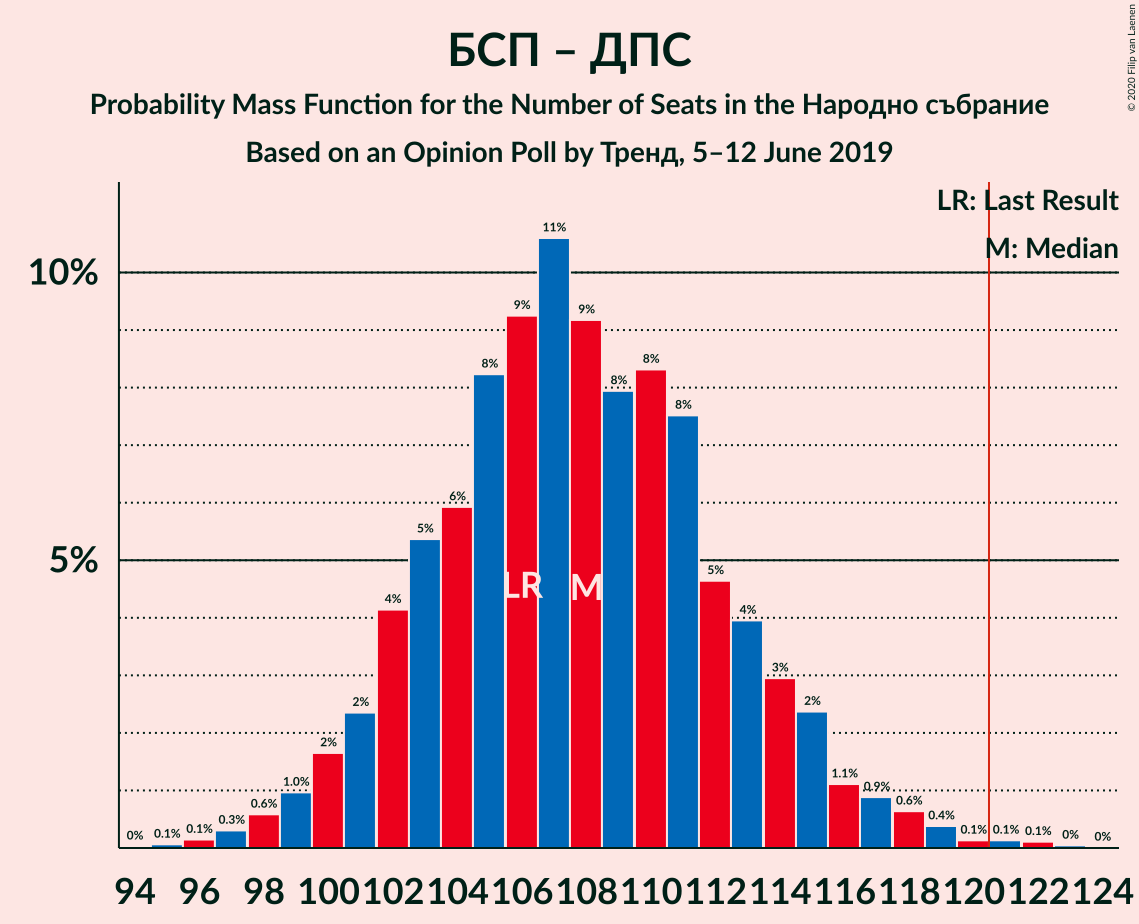 БСП – ДПС
Probability Mass Function for the Number of Seats in the Народно събрание
Based on an Opinion Poll by Тренд, 5–12 June 2019
© 2020 Filip van Laenen
LR: Last Result
M: Median
10%
5%
0% 0.1% 0.1% 0.3% 0.6% 1.0% 2% 2% 4% 5% 6% 8% 9% 11% 9% 8% 8% 8% 5% 4% 3% 2% 1.1% 0.9% 0.6% 0.4% 0.1% 0.1% 0.1% 0% 0%
LR M
94 96 98 100 102 104 106 108 110 112 114 116 118 120 122 124